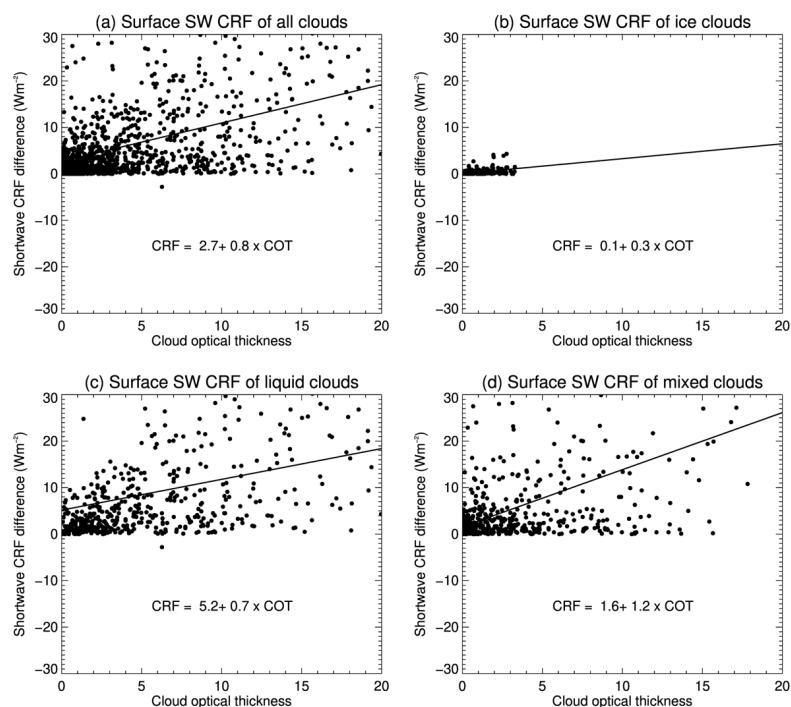 (a) Surface SW CRF of all clouds
Shortwave CRF difference (Wm⁻²)
30
20
10
0
−10
−20
−30
CRF = 2.7+ 0.8 x COT
0 5 10 15 20
Cloud optical thickness
(b) Surface SW CRF of ice clouds
Shortwave CRF difference (Wm⁻²)
30
20
10
0
−10
−20
−30
CRF = 0.1+ 0.3 x COT
0 5 10 15 20
Cloud optical thickness
(c) Surface SW CRF of liquid clouds
Shortwave CRF difference (Wm⁻²)
30
20
10
0
−10
−20
−30
CRF = 5.2+ 0.7 x COT
0 5 10 15 20
Cloud optical thickness
(d) Surface SW CRF of mixed clouds
Shortwave CRF difference (Wm⁻²)
30
20
10
0
−10
−20
−30
CRF = 1.6+ 1.2 x COT
0 5 10 15 20
Cloud optical thickness